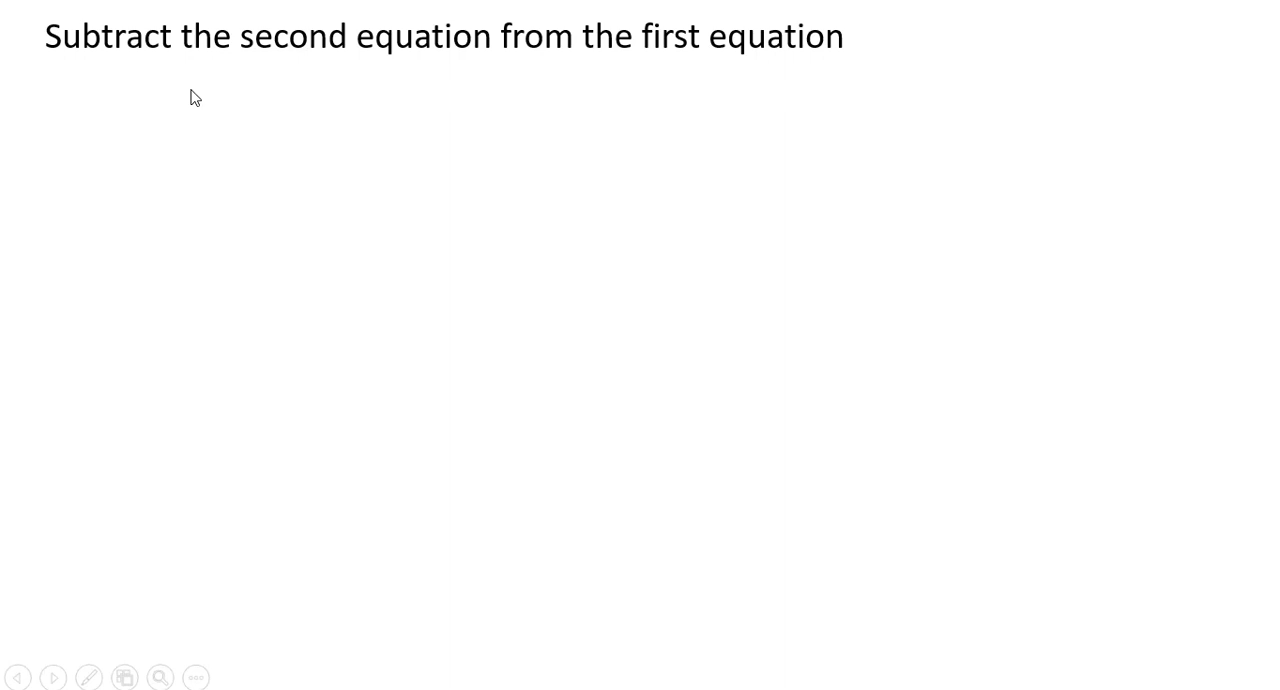 Subtract the second equation from the first equation